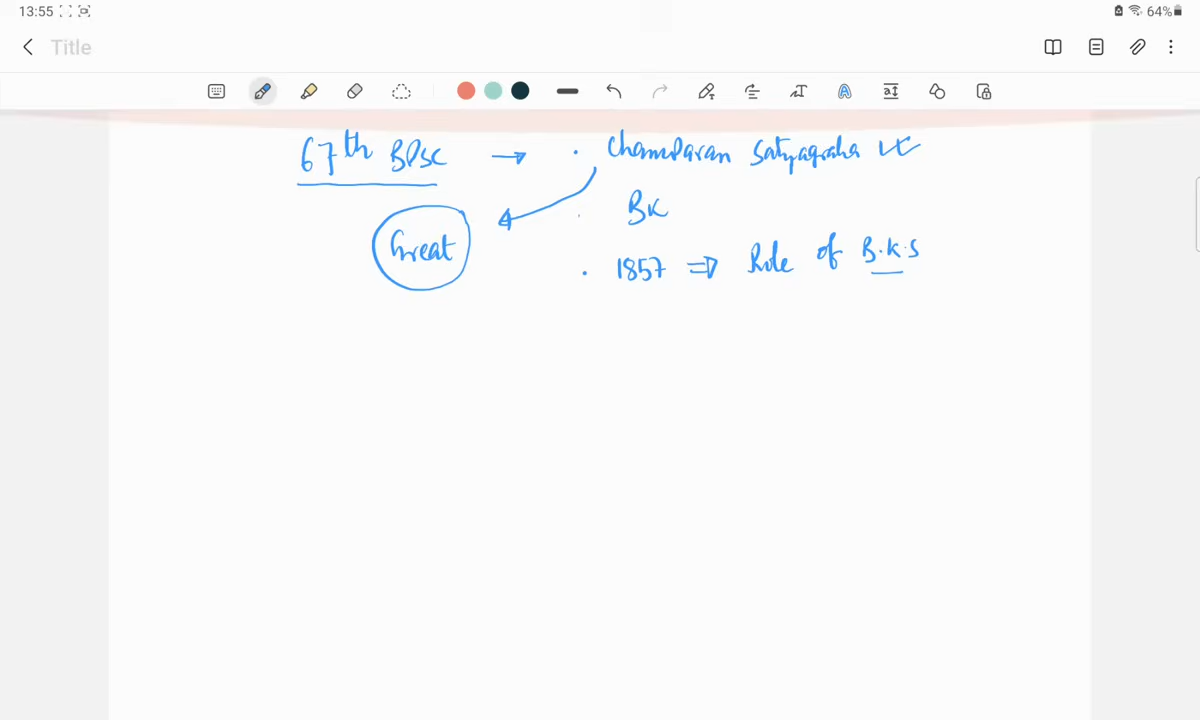 13:55 64%
Title
67th BPSC → · Champaran Satyagraha
· BK
Great
· 1857 ⇒ Role of B.K.S